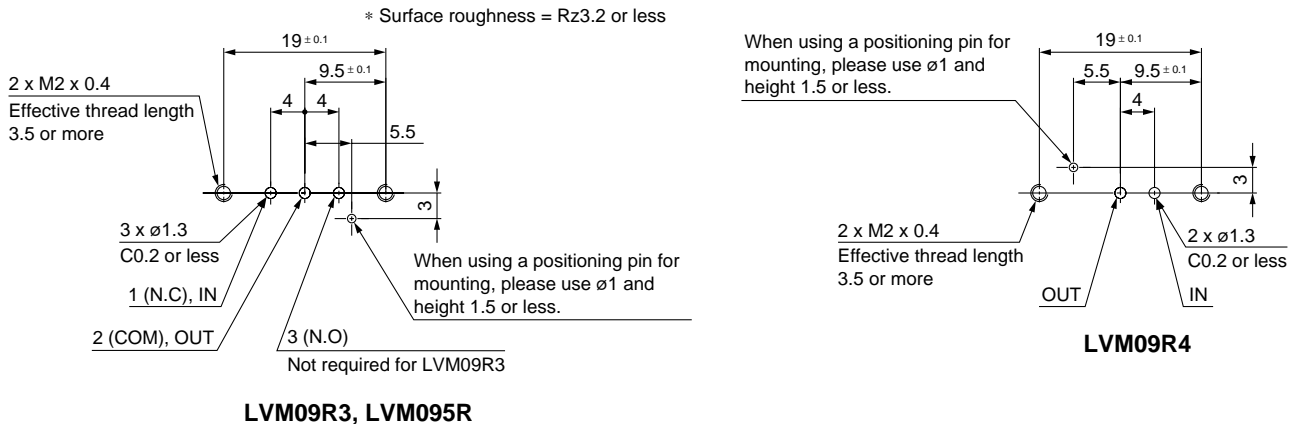 * Surface roughness = Rz3.2 or less
19 ± 0.1
9.5 ± 0.1
2 x M2 x 0.4
Effective thread length
3.5 or more
4
4
5.5
3
3 x ø1.3
C0.2 or less
1 (N.C), IN
2 (COM), OUT
3 (N.O)
Not required for LVM09R3
When using a positioning pin for
mounting, please use ø1 and
height 1.5 or less.
LVM09R3, LVM095R
When using a positioning pin for
mounting, please use ø1 and
height 1.5 or less.
19 ± 0.1
5.5
9.5 ± 0.1
4
3
2 x M2 x 0.4
Effective thread length
3.5 or more
2 x ø1.3
C0.2 or less
OUT
IN
LVM09R4